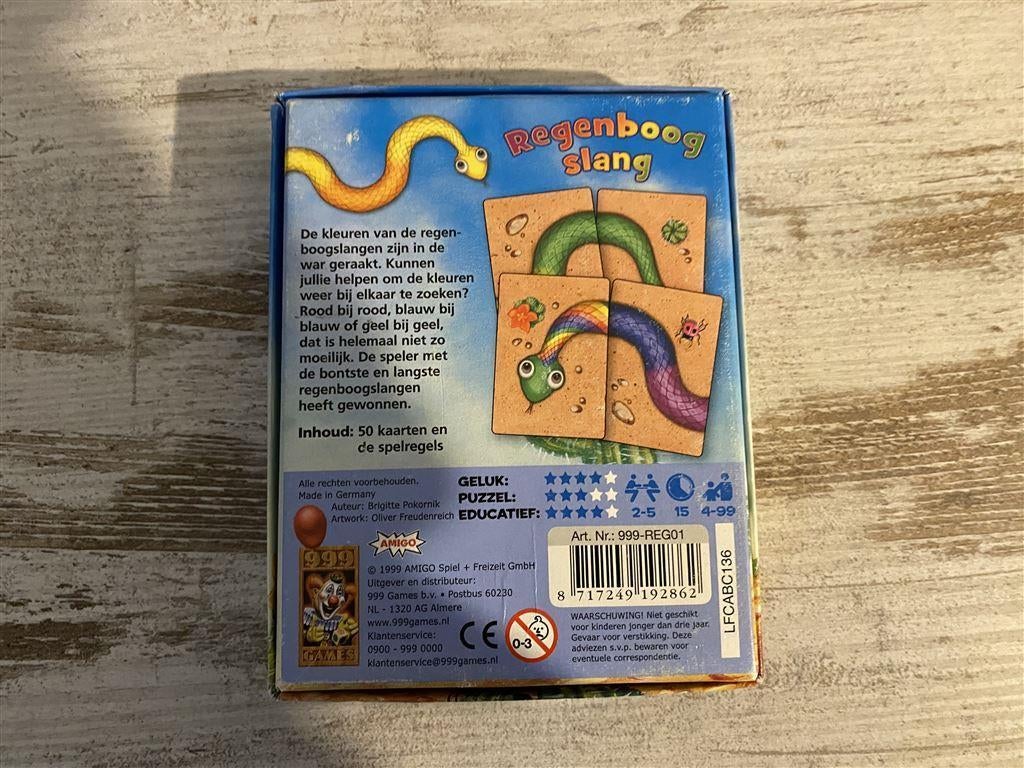 Regenboog
slang
De kleuren van de regen-
boogslangen zijn in de
war geraakt. Kunnen
jullie helpen om de kleuren
weer bij elkaar te zoeken?
Rood bij rood, blauw bij
blauw of geel bij geel,
dat is helemaal niet zo
moeilijk. De speler met
de bontste en langste
regenboogslangen
heeft gewonnen.
Inhoud: 50 kaarten en
de spelregels
Alle rechten voorbehouden.
Made in Germany
Auteur: Brigitte Pokornik
Artwork: Oliver Freudenreich
GELUK:
PUZZEL:
EDUCATIEF:
2-5 15 4-99
AMIGO
999
GAMES
© 1999 AMIGO Spiel + Freizeit GmbH
Uitgever en distributeur:
999 Games b.v. • Postbus 60230
NL - 1320 AG Almere
www.999games.nl
Klantenservice:
0900 - 999 0000
klantenservice@999games.nl
CE
0-3
Art. Nr.: 999-REG01
8 717249 192862
WAARSCHUWING! Niet geschikt
voor kinderen jonger dan drie jaar.
Gevaar voor verstikking. Deze
adviezen s.v.p. bewaren voor
eventuele correspondentie.
LFCABC136